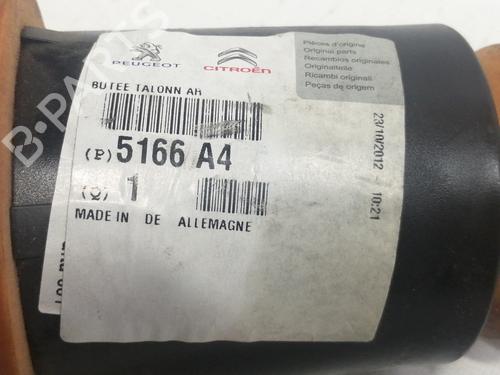 PEUGEOT
CITROËN
Pièces d'origine
Original parts
Recambios originales
Originalteile
Ricambi originali
Peças de origem
BUTEE TALONN AR
(P) 5166 A4
(Q) 1
MADE IN DE ALLEMAGNE
23/10/2012 10:21
B-PARTS